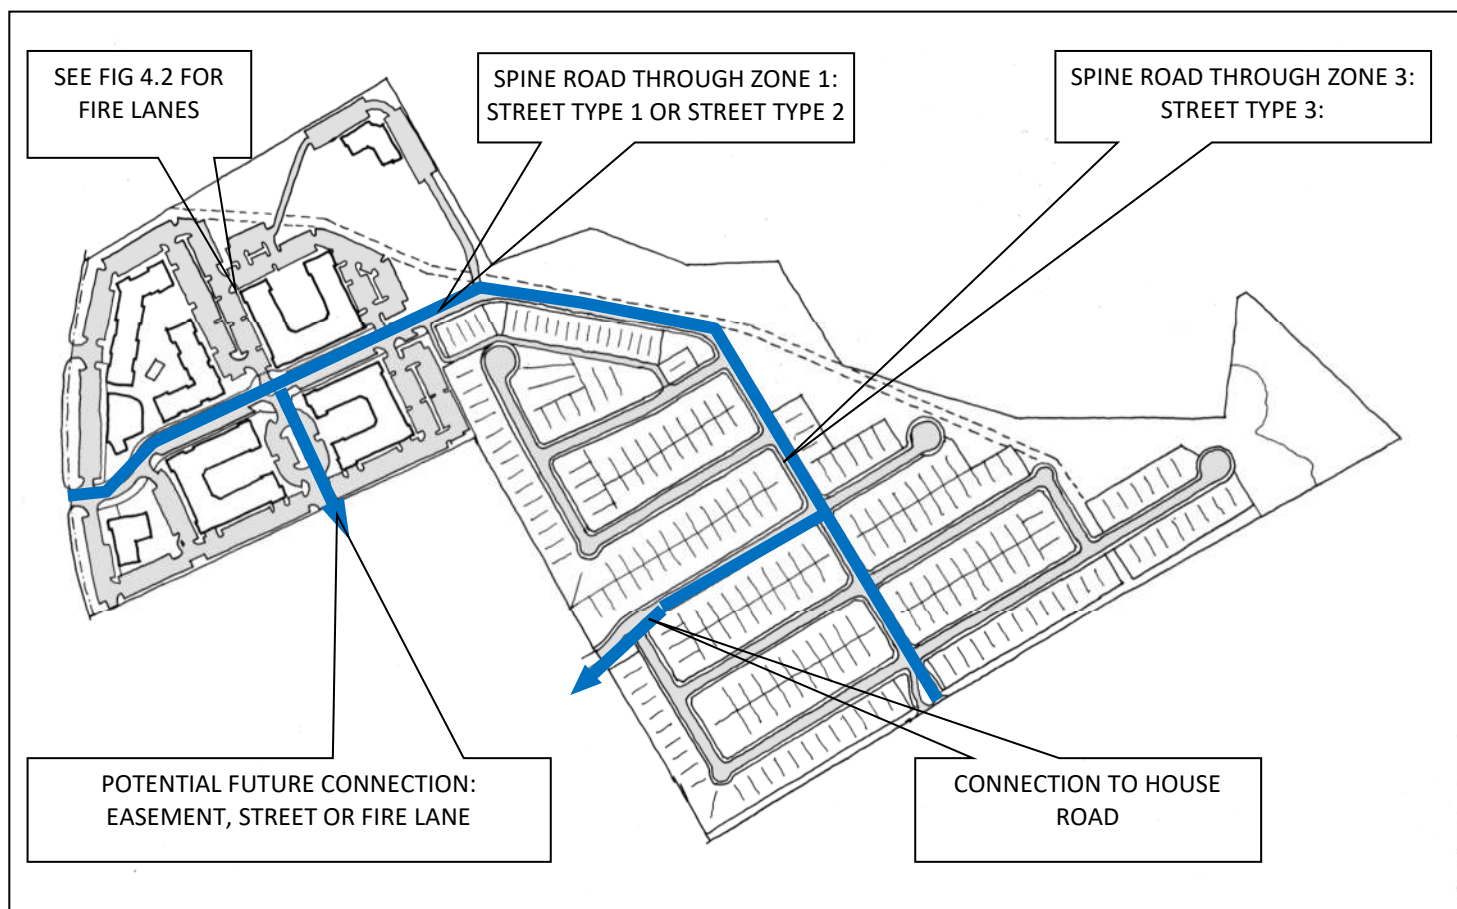 SEE FIG 4.2 FOR
FIRE LANES
SPINE ROAD THROUGH ZONE 1:
STREET TYPE 1 OR STREET TYPE 2
SPINE ROAD THROUGH ZONE 3:
STREET TYPE 3:
POTENTIAL FUTURE CONNECTION:
EASEMENT, STREET OR FIRE LANE
CONNECTION TO HOUSE
ROAD